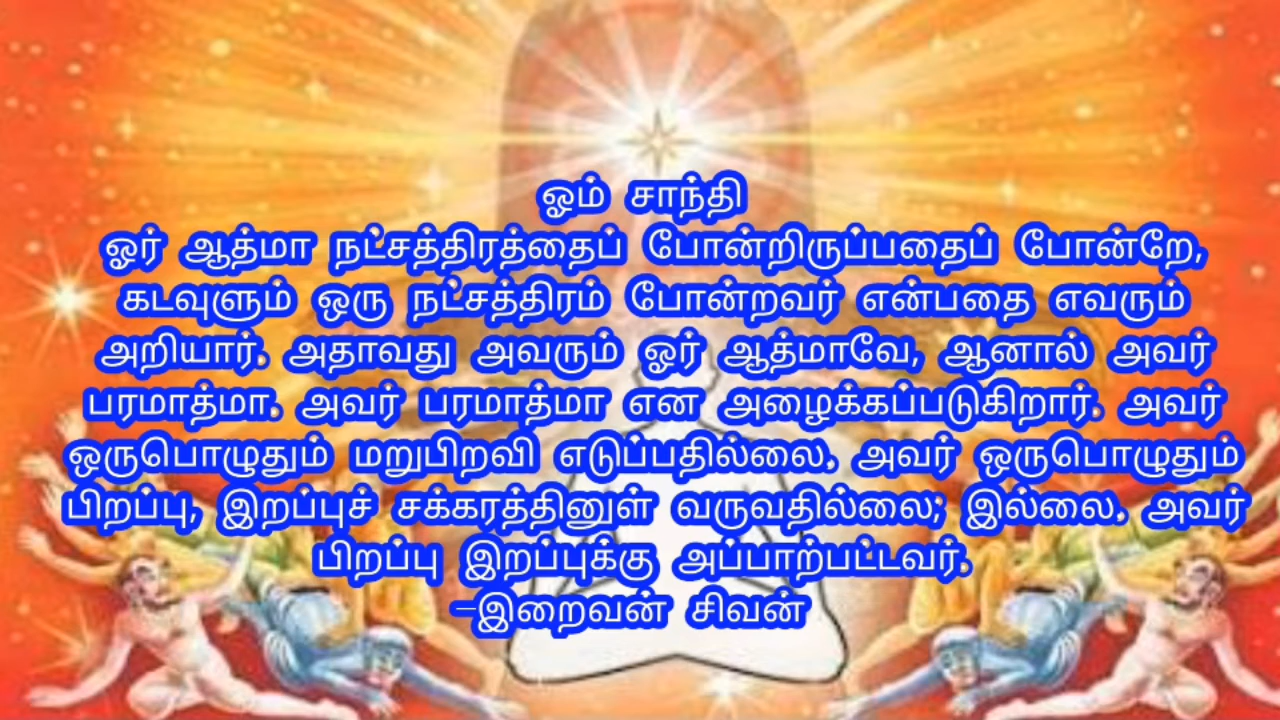 ஓம் சாந்தி
ஓர் ஆத்மா நட்சத்திரத்தைப் போன்றிருப்பதைப் போன்றே,
கடவுளும் ஒரு நட்சத்திரம் போன்றவர் என்பதை எவரும்
அறியார். அதாவது அவரும் ஓர் ஆத்மாவே, ஆனால் அவர்
பரமாத்மா. அவர் பரமாத்மா என அழைக்கப்படுகிறார். அவர்
ஒருபொழுதும் மறுபிறவி எடுப்பதில்லை. அவர் ஒருபொழுதும்
பிறப்பு, இறப்புச் சக்கரத்தினுள் வருவதில்லை; இல்லை. அவர்
பிறப்பு இறப்புக்கு அப்பாற்பட்டவர்.
–இறைவன் சிவன்